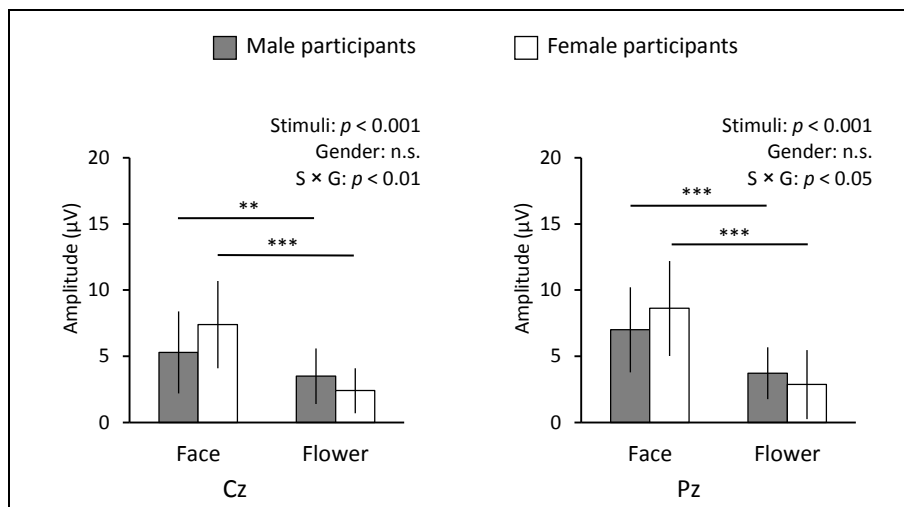 Male participants
Female participants
Stimuli: p < 0.001
Gender: n.s.
S × G: p < 0.01
20
15
10
5
0
Amplitude (µV)
**
***
Face
Flower
Cz
Stimuli: p < 0.001
Gender: n.s.
S × G: p < 0.05
20
15
10
5
0
Amplitude (µV)
***
***
Face
Flower
Pz